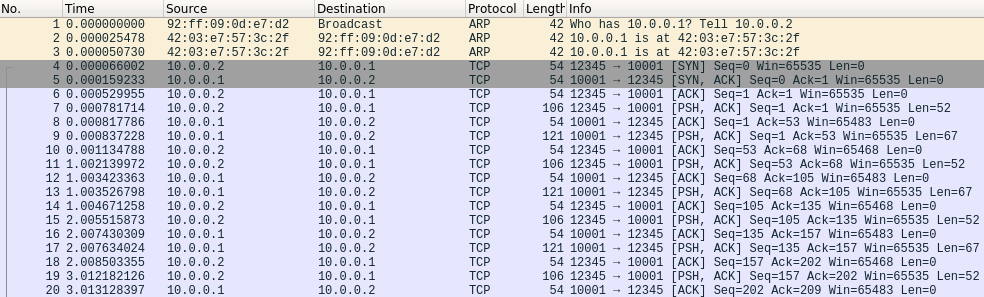 No. Time Source Destination Protocol Length Info
1 0.000000000 92:ff:09:0d:e7:d2 Broadcast ARP 42 Who has 10.0.0.1? Tell 10.0.0.2
2 0.000025478 42:03:e7:57:3c:2f 92:ff:09:0d:e7:d2 ARP 42 10.0.0.1 is at 42:03:e7:57:3c:2f
3 0.000050730 42:03:e7:57:3c:2f 92:ff:09:0d:e7:d2 ARP 42 10.0.0.1 is at 42:03:e7:57:3c:2f
4 0.000066002 10.0.0.2 10.0.0.1 TCP 54 12345 → 10001 [SYN] Seq=0 Win=65535 Len=0
5 0.000159233 10.0.0.1 10.0.0.2 TCP 54 10001 → 12345 [SYN, ACK] Seq=0 Ack=1 Win=65535 Len=0
6 0.000529955 10.0.0.2 10.0.0.1 TCP 54 12345 → 10001 [ACK] Seq=1 Ack=1 Win=65535 Len=0
7 0.000781714 10.0.0.2 10.0.0.1 TCP 106 12345 → 10001 [PSH, ACK] Seq=1 Ack=1 Win=65535 Len=52
8 0.000817786 10.0.0.1 10.0.0.2 TCP 54 10001 → 12345 [ACK] Seq=1 Ack=53 Win=65483 Len=0
9 0.000837228 10.0.0.1 10.0.0.2 TCP 121 10001 → 12345 [PSH, ACK] Seq=1 Ack=53 Win=65535 Len=67
10 0.001134788 10.0.0.2 10.0.0.1 TCP 54 12345 → 10001 [ACK] Seq=53 Ack=68 Win=65468 Len=0
11 1.002139972 10.0.0.2 10.0.0.1 TCP 106 12345 → 10001 [PSH, ACK] Seq=53 Ack=68 Win=65535 Len=52
12 1.003423363 10.0.0.1 10.0.0.2 TCP 54 10001 → 12345 [ACK] Seq=68 Ack=105 Win=65483 Len=0
13 1.003526798 10.0.0.1 10.0.0.2 TCP 121 10001 → 12345 [PSH, ACK] Seq=68 Ack=105 Win=65535 Len=67
14 1.004671258 10.0.0.2 10.0.0.1 TCP 54 12345 → 10001 [ACK] Seq=105 Ack=135 Win=65468 Len=0
15 2.005515873 10.0.0.2 10.0.0.1 TCP 106 12345 → 10001 [PSH, ACK] Seq=105 Ack=135 Win=65535 Len=52
16 2.007430309 10.0.0.1 10.0.0.2 TCP 54 10001 → 12345 [ACK] Seq=135 Ack=157 Win=65483 Len=0
17 2.007634024 10.0.0.1 10.0.0.2 TCP 121 10001 → 12345 [PSH, ACK] Seq=135 Ack=157 Win=65535 Len=67
18 2.008503355 10.0.0.2 10.0.0.1 TCP 54 12345 → 10001 [ACK] Seq=157 Ack=202 Win=65468 Len=0
19 3.012182126 10.0.0.2 10.0.0.1 TCP 106 12345 → 10001 [PSH, ACK] Seq=157 Ack=202 Win=65535 Len=52
20 3.013128397 10.0.0.1 10.0.0.2 TCP 54 10001 → 12345 [ACK] Seq=202 Ack=209 Win=65483 Len=0